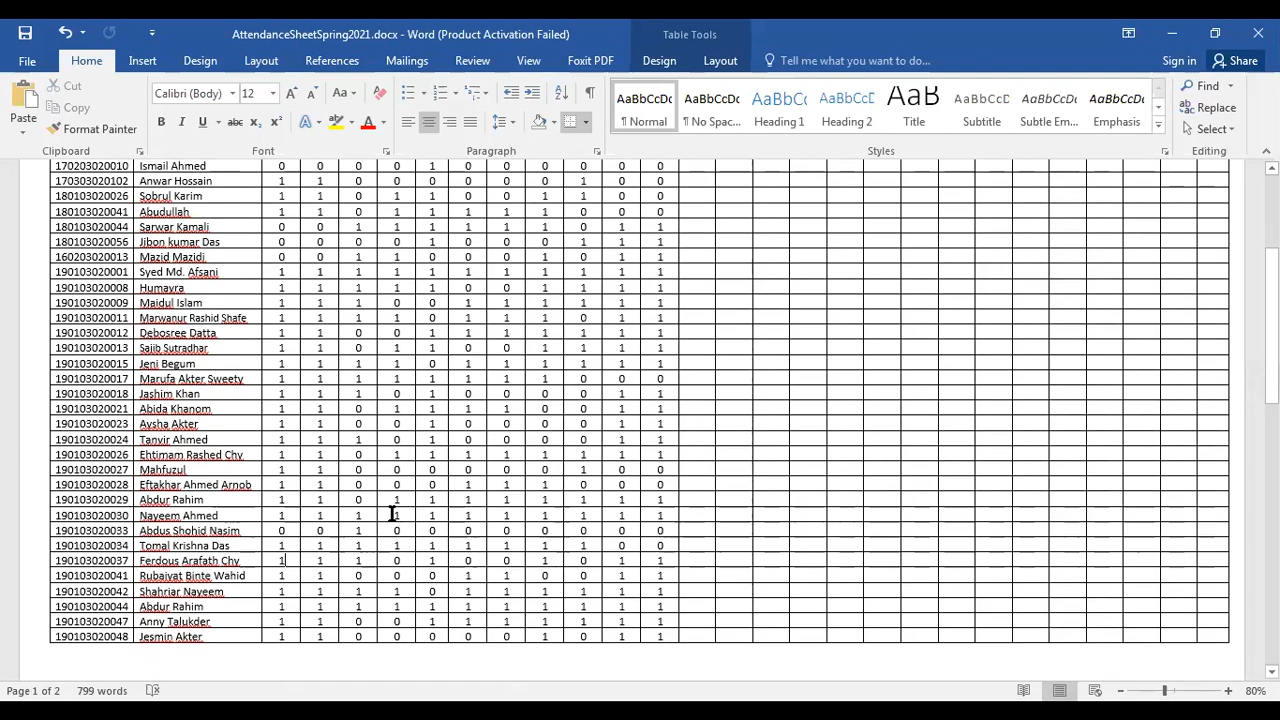 AttendanceSheetSpring2021.docx - Word (Product Activation Failed) Table Tools
File Home Insert Design Layout References Mailings Review View Foxit PDF Design Layout Tell me what you want to do... Sign in Share
Paste Cut Copy Format Painter
Calibri (Body) 12 A A Aa
B I U abc X₂ X² A A
AaBbCcDc AaBbCcDc AaBbC AaBbCcC AaB AaBbCcD AaBbCcDc AaBbCcDc
¶ Normal ¶ No Spac... Heading 1 Heading 2 Title Subtitle Subtle Em... Emphasis
Find Replace Select
Clipboard Font Paragraph Styles Editing
170203020010 Ismail Ahmed 0 0 0 0 1 0 0 0 0 0 0
170303020102 Anwar Hossain 1 1 0 0 0 0 0 0 1 0 0
180103020026 Sobrul Karim 1 1 0 1 1 0 0 1 1 0 0
180103020041 Abudullah 1 1 0 1 1 1 1 1 0 0 0
180103020044 Sarwar Kamali 0 0 1 1 1 1 1 1 0 1 1
180103020056 Jibon kumar Das 0 0 0 0 1 0 0 0 1 1 1
160203020013 Mazid Mazidi 0 0 1 1 0 0 0 1 0 1 1
190103020001 Syed Md. Afsani 1 1 1 1 1 1 1 1 1 1 1
190103020008 Humayra 1 1 1 1 1 0 0 1 1 1 1
190103020009 Maidul Islam 1 1 1 0 0 1 1 1 1 1 1
190103020011 Marwanur Rashid Shafe 1 1 1 1 0 1 1 1 0 1 1
190103020012 Debosree Datta 1 1 0 0 1 1 1 1 1 1 1
190103020013 Sajib Sutradhar 1 1 0 1 1 0 0 1 1 1 1
190103020015 Jeni Begum 1 1 1 1 0 1 1 1 1 1 1
190103020017 Marufa Akter Sweety 1 1 1 1 1 1 1 1 0 0 0
190103020018 Jashim Khan 1 1 1 0 1 0 0 0 0 1 1
190103020021 Abida Khanom 1 1 0 1 1 1 1 0 0 1 1
190103020023 Aysha Akter 1 1 0 0 0 0 0 0 0 1 1
190103020024 Tanvir Ahmed 1 1 1 0 1 0 0 0 0 1 1
190103020026 Ehtimam Rashed Chy 1 1 0 1 1 1 1 1 1 1 1
190103020027 Mahfuzul 1 1 0 0 0 0 0 0 1 0 0
190103020028 Eftakhar Ahmed Arnob 1 1 0 0 0 1 1 1 0 0 0
190103020029 Abdur Rahim 1 1 0 1 1 1 1 1 1 1 1
190103020030 Nayeem Ahmed 1 1 1 1 1 1 1 1 1 1 1
190103020033 Abdus Shohid Nasim 0 0 1 0 0 0 0 0 0 0 0
190103020034 Tomal Krishna Das 1 1 1 1 1 1 1 1 1 0 0
190103020037 Ferdous Arafath Chy 1 1 1 0 1 0 0 1 0 1 1
190103020041 Rubaiyat Binte Wahid 1 1 0 0 0 1 1 0 0 1 1
190103020043 Shahriar Nayeem 1 1 1 1 0 1 1 1 1 1 1
190103020044 Abdur Rahim 1 1 1 1 1 1 1 1 1 1 1
190103020047 Anny Talukder 1 1 0 0 0 1 1 1 0 1 1
190103020048 Jesmin Akter 1 1 0 0 0 0 0 1 0 1 1
Page 1 of 2 799 words 80%